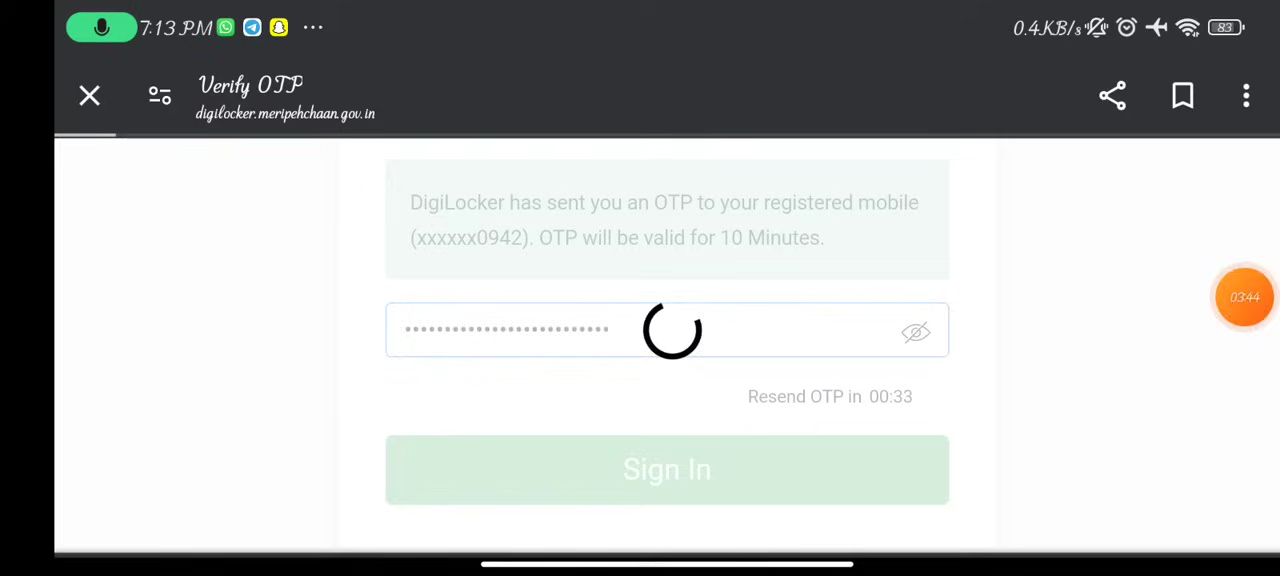 7:13 PM ... 0.4KB/s 83
Verify OTP
digilocker.meripehchaan.gov.in
DigiLocker has sent you an OTP to your registered mobile
(xxxxxx0942). OTP will be valid for 10 Minutes.
03:44
Resend OTP in 00:33
Sign In